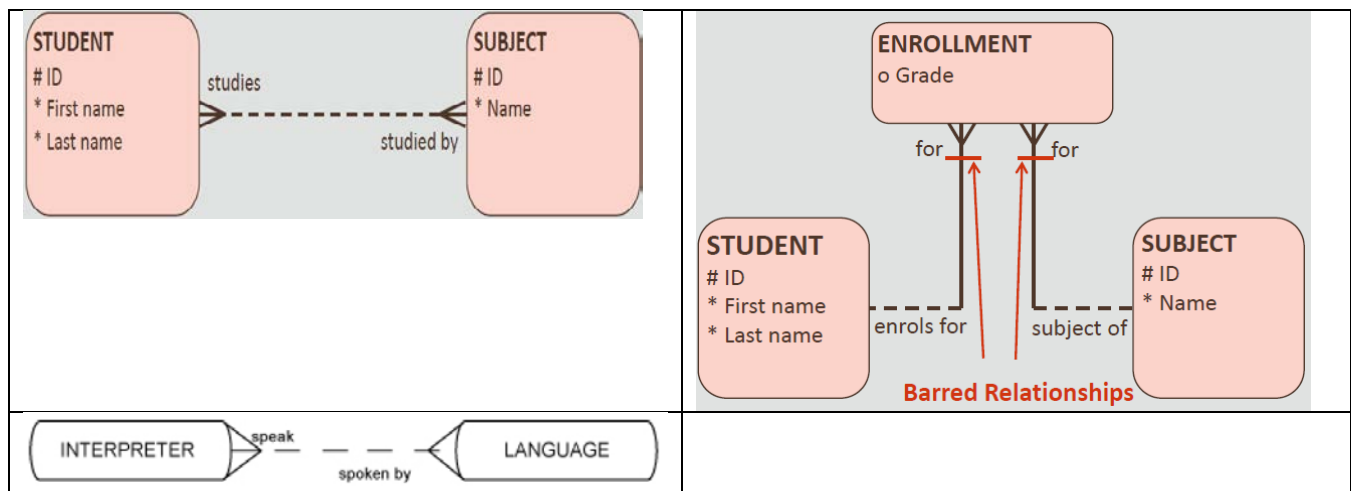 STUDENT
# ID
* First name
* Last name
studies
studied by
SUBJECT
# ID
* Name
ENROLLMENT
o Grade
for
for
STUDENT
# ID
* First name
* Last name
enrols for
subject of
SUBJECT
# ID
* Name
Barred Relationships
INTERPRETER
speak
spoken by
LANGUAGE